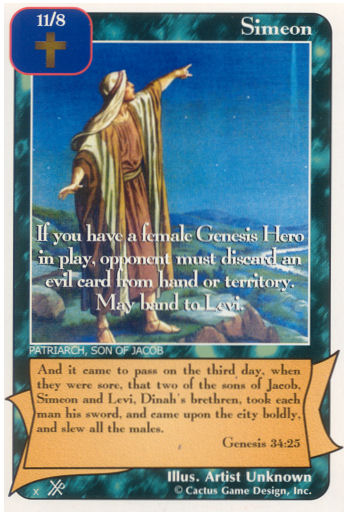 11/8
Simeon
If you have a female Genesis Hero
in play, opponent must discard an
evil card from hand or territory.
May band to Levi.
PATRIARCH, SON OF JACOB
And it came to pass on the third day, when
they were sore, that two of the sons of Jacob,
Simeon and Levi, Dinah's brethren, took each
man his sword, and came upon the city boldly,
and slew all the males.
Genesis 34:25
Illus. Artist Unknown
X
© Cactus Game Design, Inc.